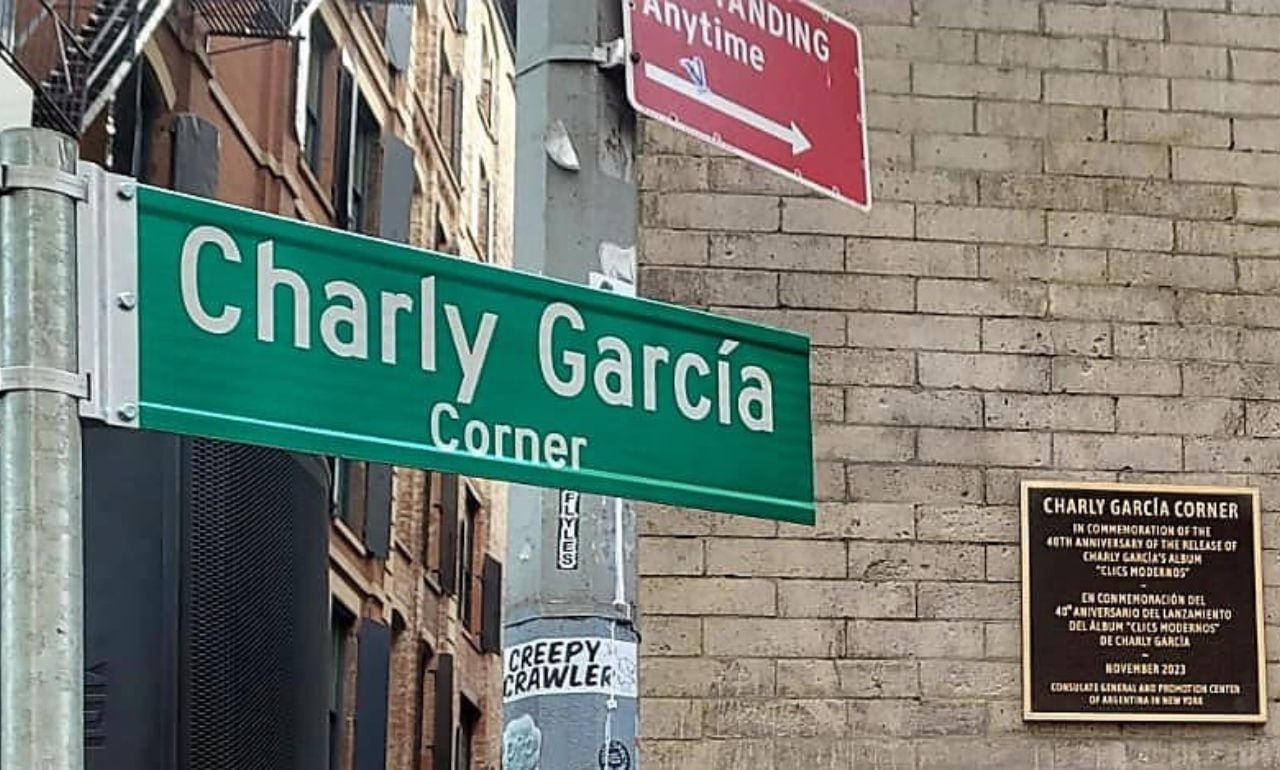 ANDING
Anytime
Charly García
Corner
FLYLES
CREEPY
CRAWLER
CHARLY GARCÍA CORNER
IN COMMEMORATION OF THE
40TH ANNIVERSARY OF THE RELEASE OF
CHARLY GARCÍA'S ALBUM
"CLICS MODERNOS"
EN CONMEMORACIÓN DEL
40° ANIVERSARIO DEL LANZAMIENTO
DEL ÁLBUM "CLICS MODERNOS"
DE CHARLY GARCÍA
NOVEMBER 2023
CONSULATE GENERAL AND PROMOTION CENTER
OF ARGENTINA IN NEW YORK